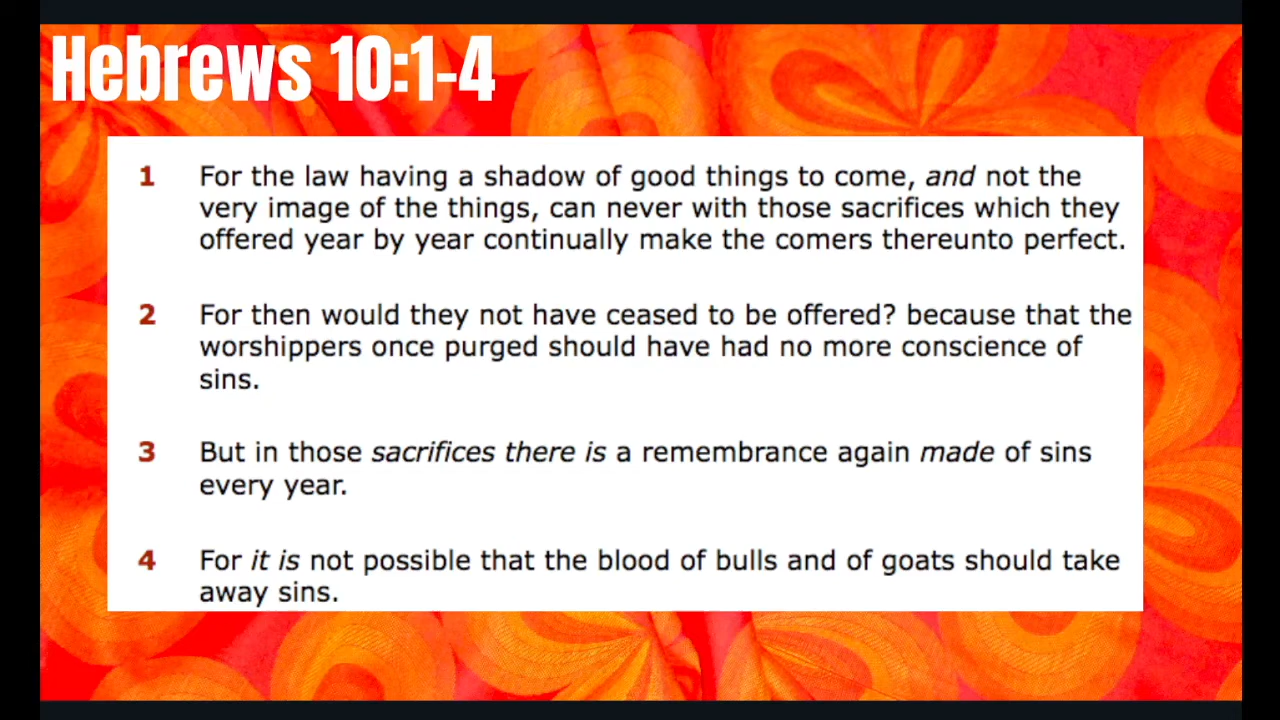 Hebrews 10:1-4
1 For the law having a shadow of good things to come, and not the
very image of the things, can never with those sacrifices which they
offered year by year continually make the comers thereunto perfect.
2 For then would they not have ceased to be offered? because that the
worshippers once purged should have had no more conscience of
sins.
3 But in those sacrifices there is a remembrance again made of sins
every year.
4 For it is not possible that the blood of bulls and of goats should take
away sins.